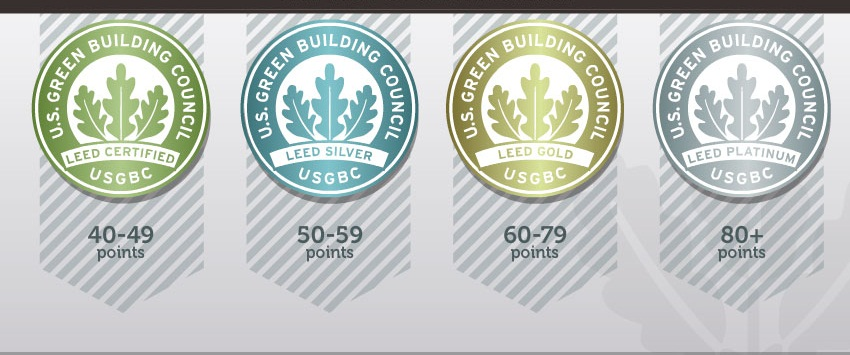 U.S. GREEN BUILDING COUNCIL
LEED CERTIFIED
USGBC
40-49
points
U.S. GREEN BUILDING COUNCIL
LEED SILVER
USGBC
50-59
points
U.S. GREEN BUILDING COUNCIL
LEED GOLD
USGBC
60-79
points
U.S. GREEN BUILDING COUNCIL
LEED PLATINUM
USGBC
80+
points